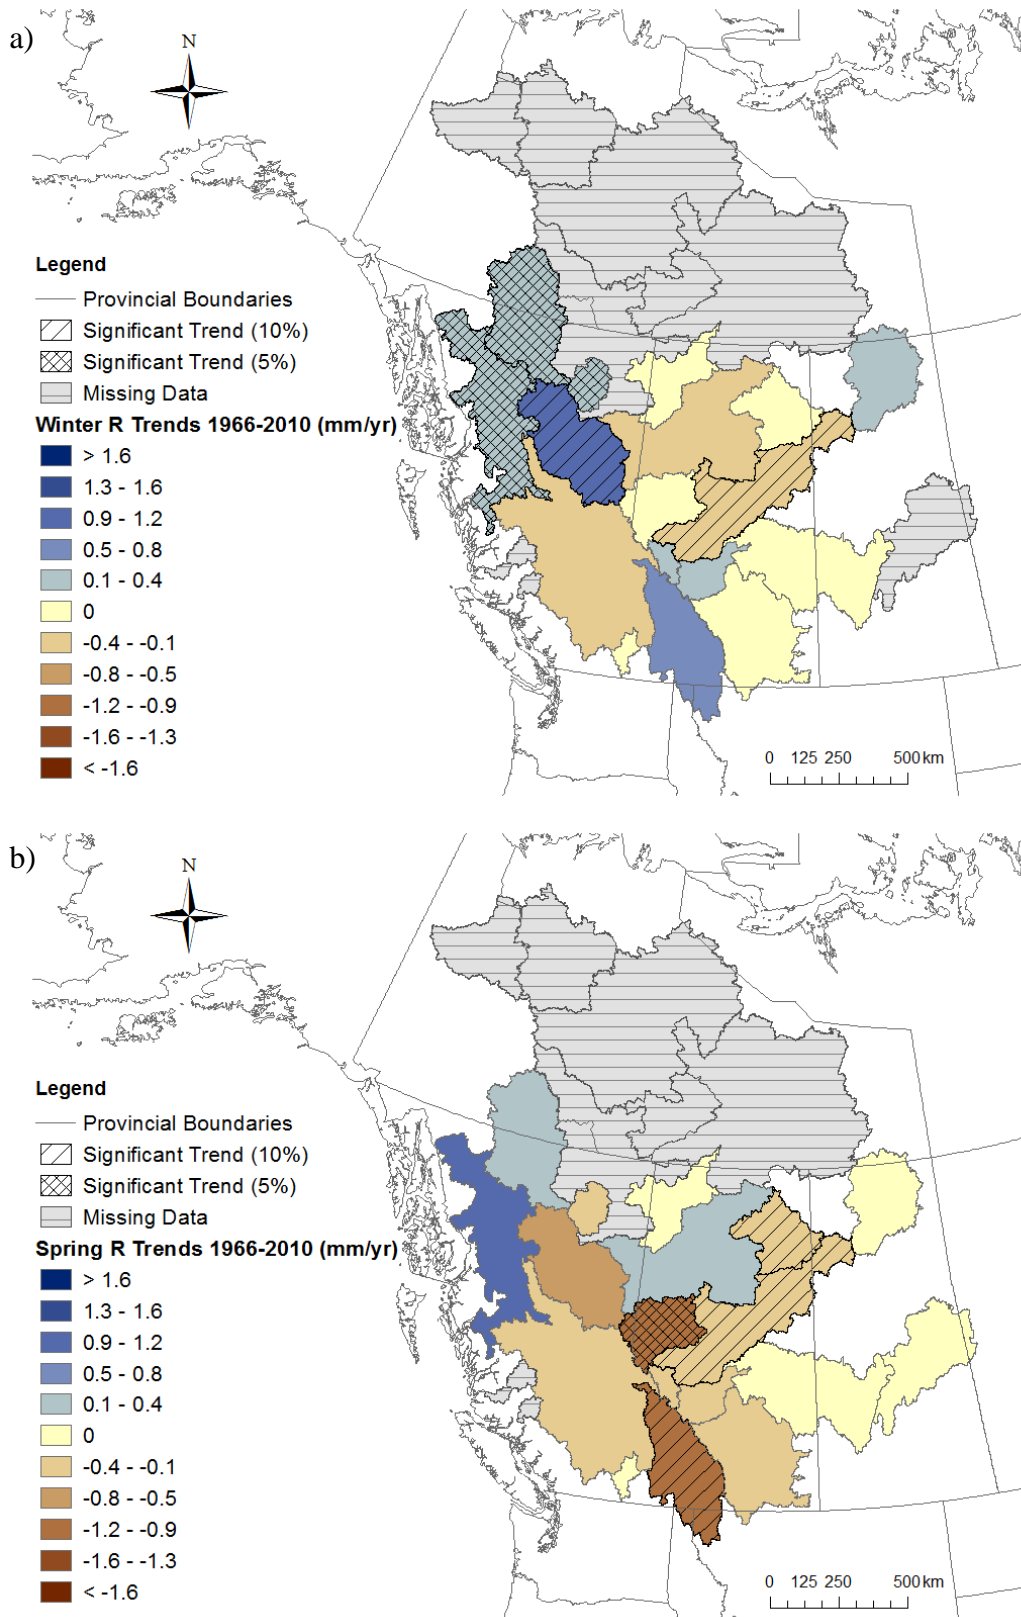 a)
N
Legend
Provincial Boundaries
Significant Trend (10%)
Significant Trend (5%)
Missing Data
Winter R Trends 1966-2010 (mm/yr)
> 1.6
1.3 - 1.6
0.9 - 1.2
0.5 - 0.8
0.1 - 0.4
0
-0.4 - -0.1
-0.8 - -0.5
-1.2 - -0.9
-1.6 - -1.3
< -1.6
0 125 250 500 km
b)
N
Legend
Provincial Boundaries
Significant Trend (10%)
Significant Trend (5%)
Missing Data
Spring R Trends 1966-2010 (mm/yr)
> 1.6
1.3 - 1.6
0.9 - 1.2
0.5 - 0.8
0.1 - 0.4
0
-0.4 - -0.1
-0.8 - -0.5
-1.2 - -0.9
-1.6 - -1.3
< -1.6
0 125 250 500 km